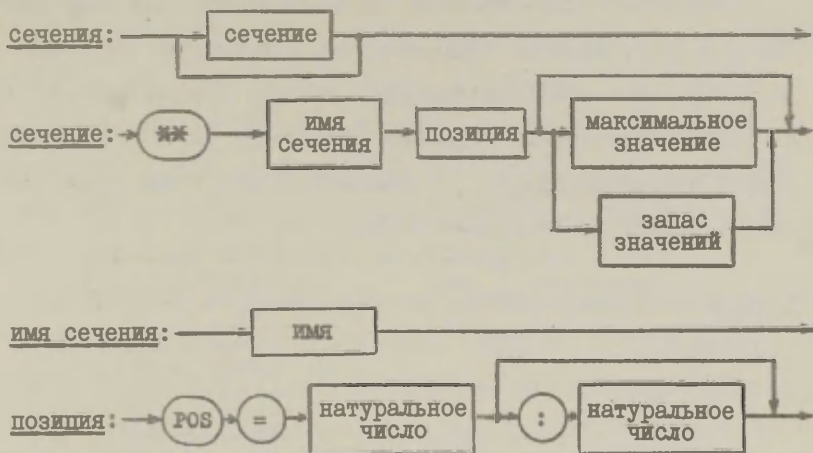 сечения: сечение
сечение: ** имя сечения позиция максимальное значение
запас значений
имя сечения: имя
позиция: POS = натуральное число : натуральное число